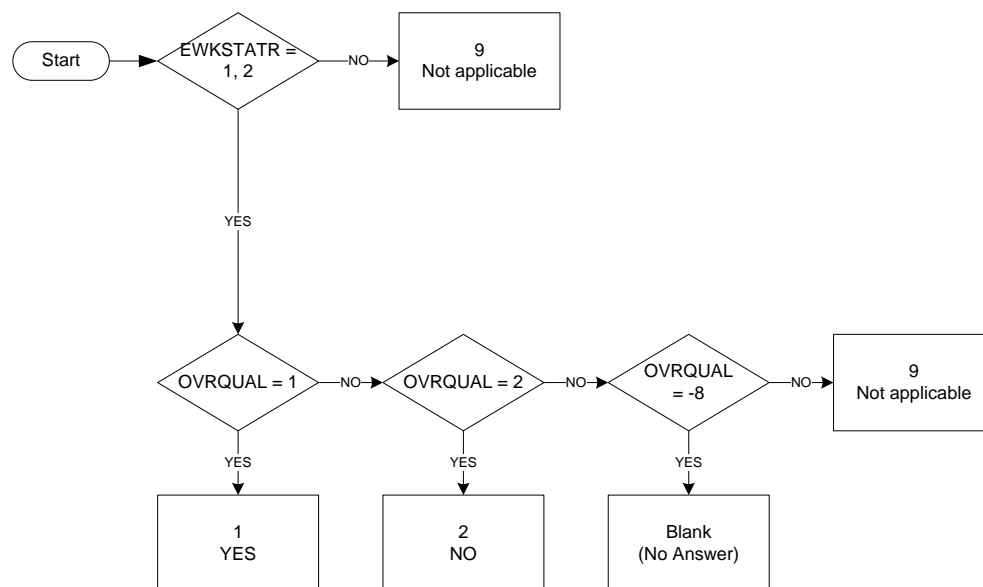 Start
EWKSTATR =
1, 2
NO
9
Not applicable
YES
OVRQUAL = 1
NO
OVRQUAL = 2
NO
OVRQUAL
= -8
NO
9
Not applicable
YES
YES
YES
1
YES
2
NO
Blank
(No Answer)